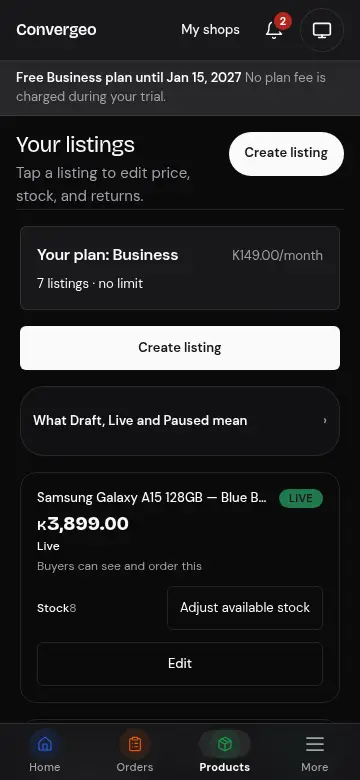 Convergeo
My shops
2
Free Business plan until Jan 15, 2027 No plan fee is
charged during your trial.
Your listings
Create listing
Tap a listing to edit price,
stock, and returns.
Your plan: Business
K149.00/month
7 listings · no limit
Create listing
What Draft, Live and Paused mean ›
Samsung Galaxy A15 128GB — Blue B...
LIVE
K3,899.00
Live
Buyers can see and order this
Stock8
Adjust available stock
Edit
Home
Orders
Products
More